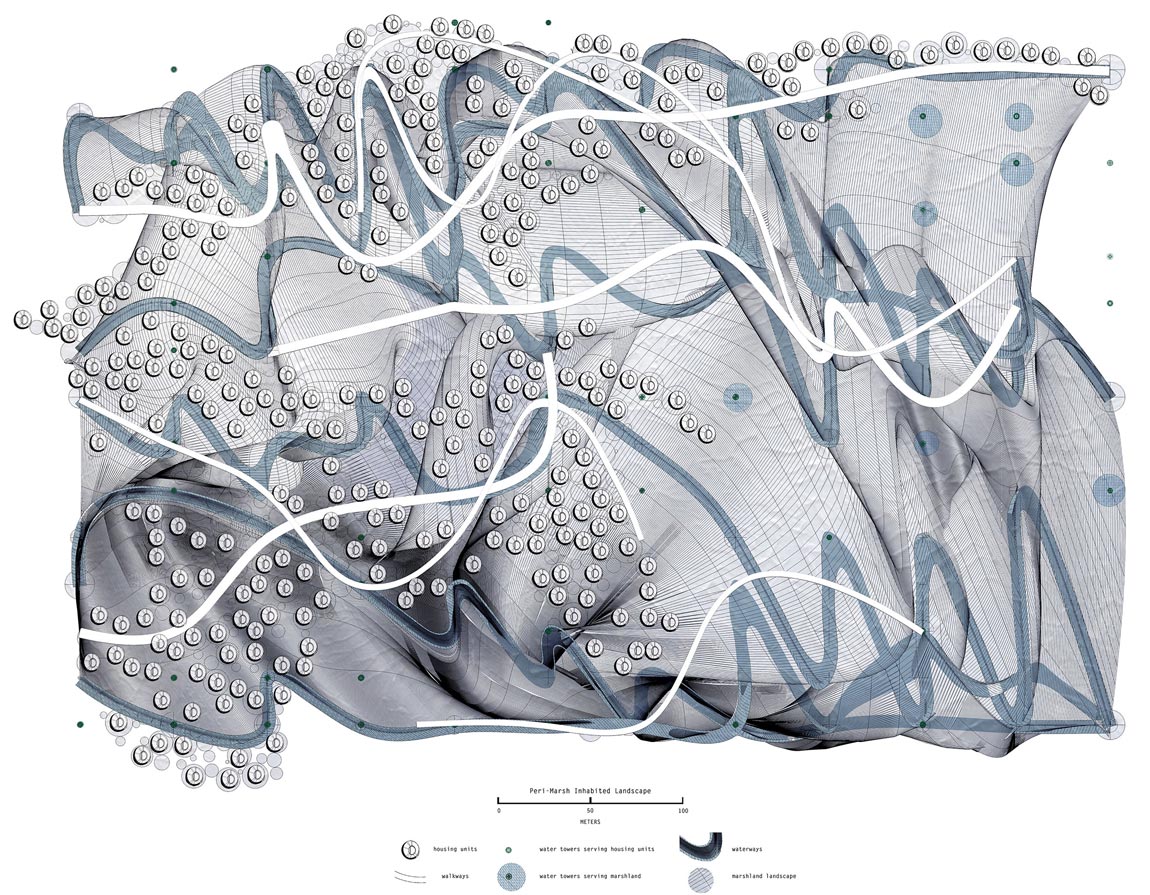 Peri-Marsh Inhabited Landscape
0 50 100
METERS
housing units water towers serving housing units waterways
walkways water towers serving marshland marshland landscape